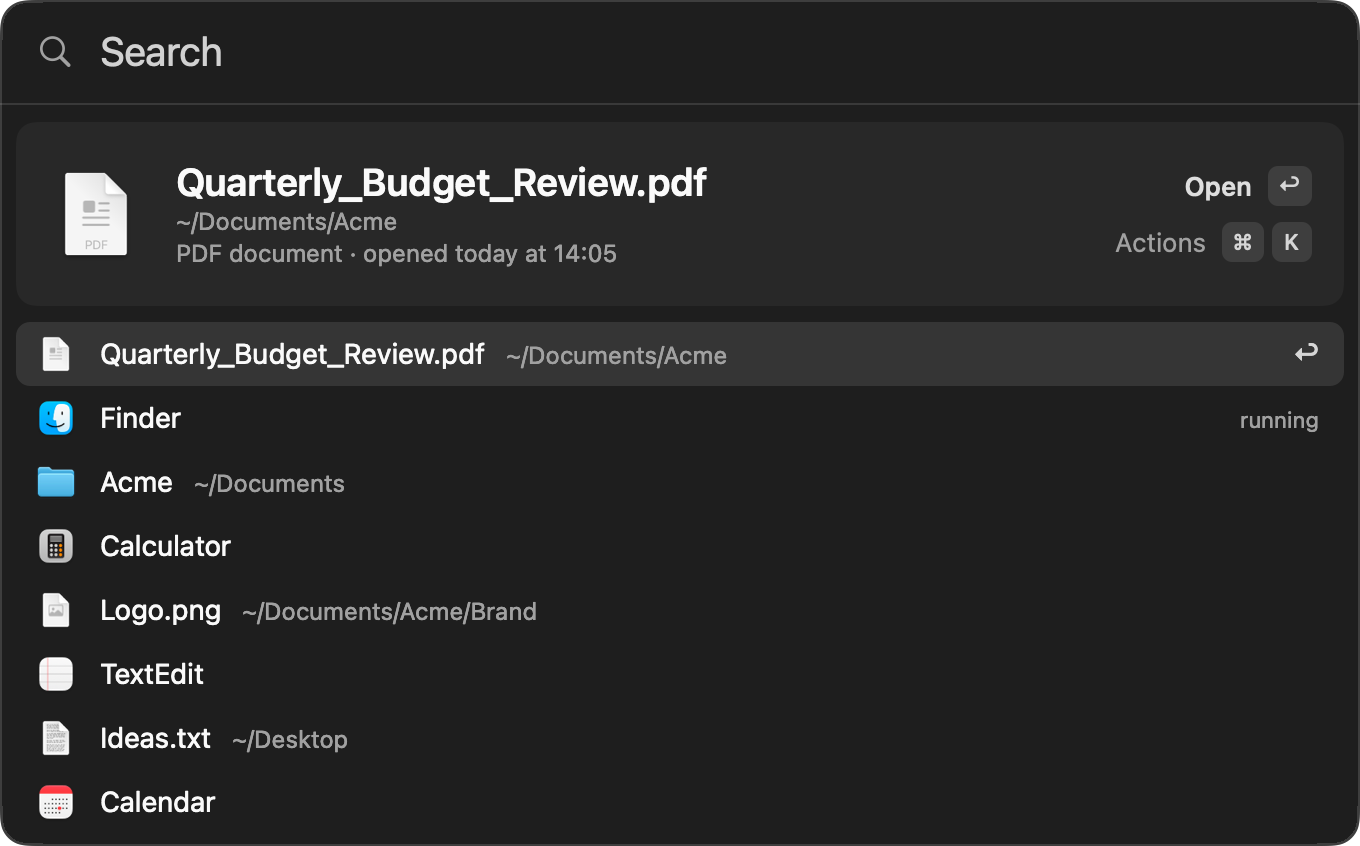 Search
Quarterly_Budget_Review.pdf
~/Documents/Acme
PDF document · opened today at 14:05
Open ↩
Actions ⌘ K
PDF
Quarterly_Budget_Review.pdf ~/Documents/Acme ↩
Finder running
Acme ~/Documents
Calculator
Logo.png ~/Documents/Acme/Brand
TextEdit
Ideas.txt ~/Desktop
Calendar